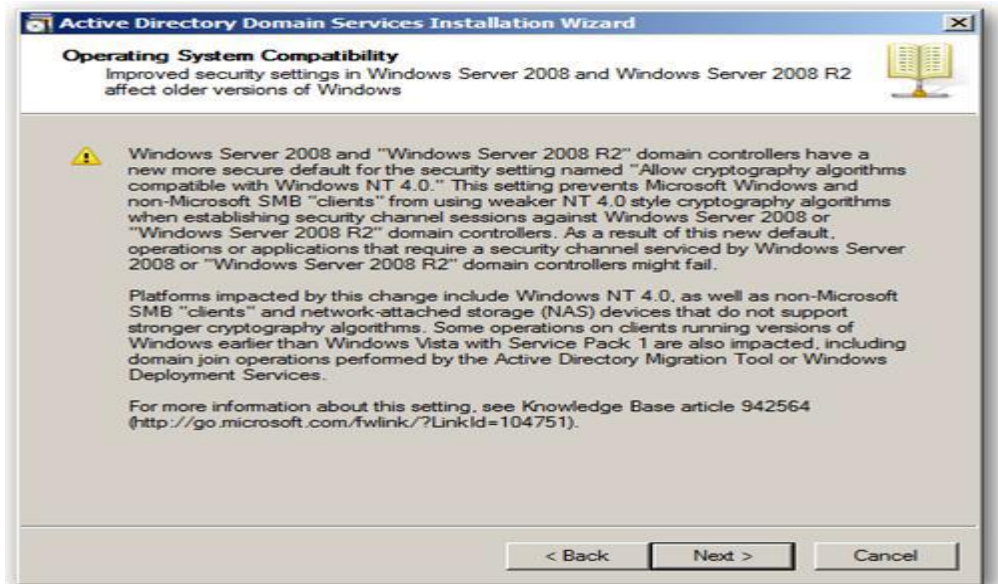 Active Directory Domain Services Installation Wizard
Operating System Compatibility
Improved security settings in Windows Server 2008 and Windows Server 2008 R2
affect older versions of Windows
Windows Server 2008 and "Windows Server 2008 R2" domain controllers have a
new more secure default for the security setting named "Allow cryptography algorithms
compatible with Windows NT 4.0." This setting prevents Microsoft Windows and
non-Microsoft SMB "clients" from using weaker NT 4.0 style cryptography algorithms
when establishing security channel sessions against Windows Server 2008 or
"Windows Server 2008 R2" domain controllers. As a result of this new default,
operations or applications that require a security channel serviced by Windows Server
2008 or "Windows Server 2008 R2" domain controllers might fail.
Platforms impacted by this change include Windows NT 4.0, as well as non-Microsoft
SMB "clients" and network-attached storage (NAS) devices that do not support
stronger cryptography algorithms. Some operations on clients running versions of
Windows earlier than Windows Vista with Service Pack 1 are also impacted, including
domain join operations performed by the Active Directory Migration Tool or Windows
Deployment Services.
For more information about this setting, see Knowledge Base article 942564
(http://go.microsoft.com/fwlink/?LinkId=104751).
< Back
Next >
Cancel